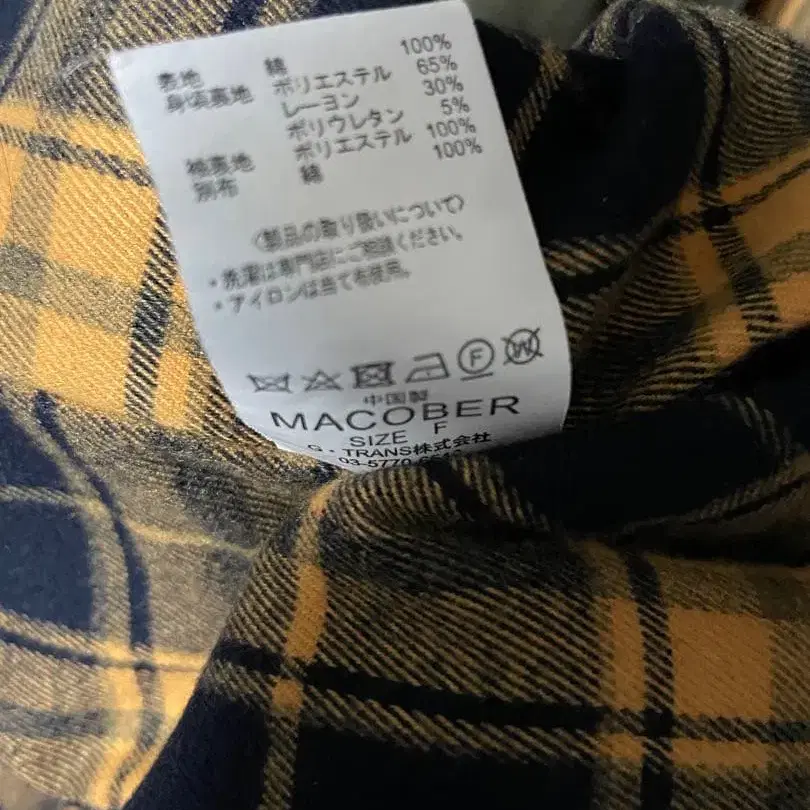 表地 綿 100%
身頃裏地 ポリエステル 65%
レーヨン 30%
ポリウレタン 5%
袖裏地 ポリエステル 100%
別布 綿 100%
〈部品の取り扱いについて〉
・洗濯は専門店にご相談ください。
・アイロンは当て布使用。
F W
中国製
MACOBER
SIZE F
G・TRANS株式会社
03-5770-